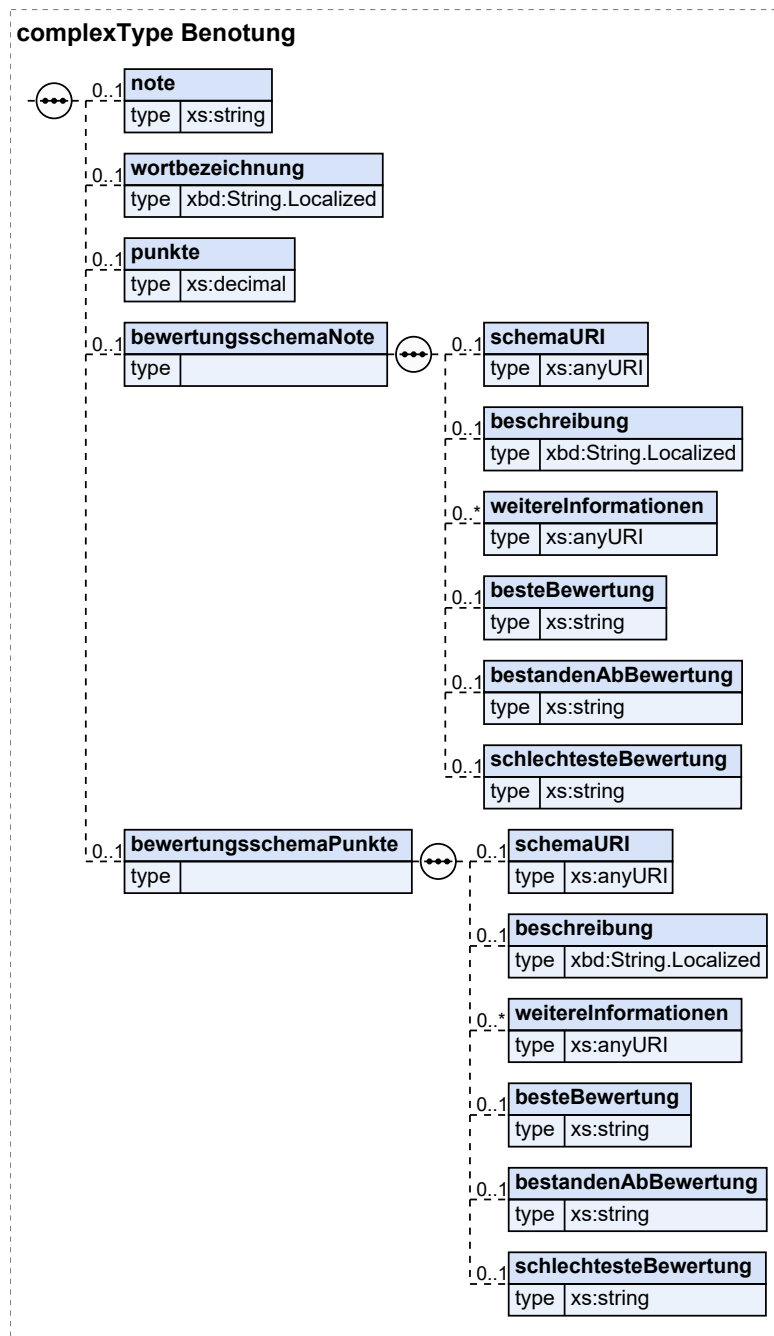 complexType Benotung
0..1 note
type xs:string
0..1 wortbezeichnung
type xbd:String.Localized
0..1 punkte
type xs:decimal
0..1 bewertungsschemaNote
type
0..1 schemaURI
type xs:anyURI
0..1 beschreibung
type xbd:String.Localized
0..* weitereInformationen
type xs:anyURI
0..1 besteBewertung
type xs:string
0..1 bestandenAbBewertung
type xs:string
0..1 schlechtesteBewertung
type xs:string
0..1 bewertungsschemaPunkte
type
0..1 schemaURI
type xs:anyURI
0..1 beschreibung
type xbd:String.Localized
0..* weitereInformationen
type xs:anyURI
0..1 besteBewertung
type xs:string
0..1 bestandenAbBewertung
type xs:string
0..1 schlechtesteBewertung
type xs:string